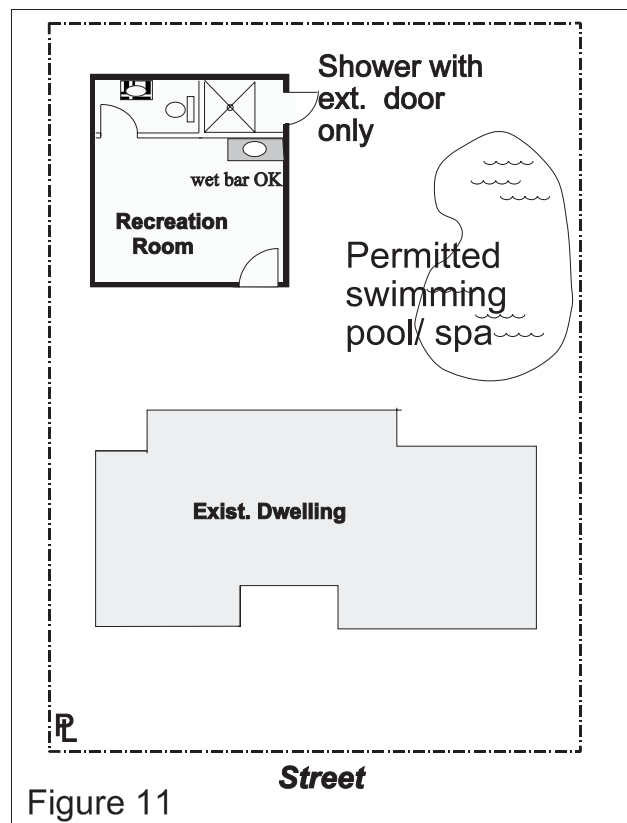 Shower with
ext. door
only
wet bar OK
Recreation
Room
Permitted
swimming
pool/ spa
Exist. Dwelling
PL
Street
Figure 11